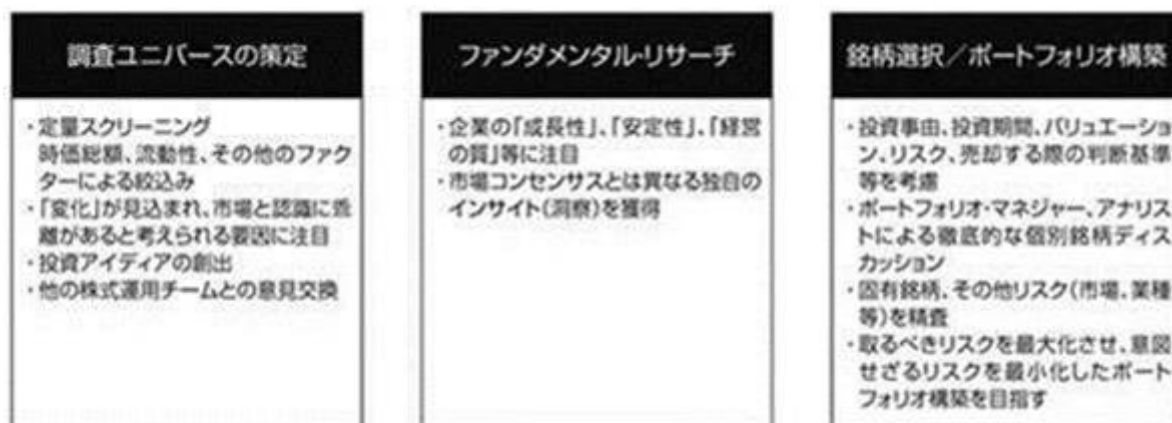 調査ユニバースの策定
・定量スクリーニング
時価総額、流動性、その他のファク
ターによる絞込み
・「変化」が見込まれ、市場と認識に乖
離があると考えられる要因に注目
・投資アイディアの創出
・他の株式運用チームとの意見交換
ファンダメンタル・リサーチ
・企業の「成長性」、「安定性」、「経営
の質」等に注目
・市場コンセンサスとは異なる独自の
インサイト（洞察）を獲得
銘柄選択／ポートフォリオ構築
・投資事由、投資期間、バリュエーショ
ン、リスク、売却する際の判断基準
等を考慮
・ポートフォリオ・マネジャー、アナリス
トによる徹底的な個別銘柄ディス
カッション
・固有銘柄、その他リスク（市場、業種
等）を精査
・取るべきリスクを最大化させ、意図
せざるリスクを最小化したポート
フォリオ構築を目指す